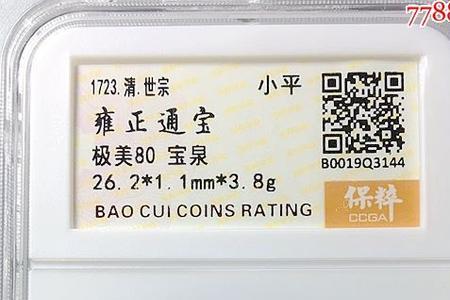 7788
1723.清.世宗 小平
雍正通宝
极美80 宝泉
B0019Q3144
26.2*1.1mm*3.8g
保粹
CCGA
BAO CUI COINS RATING